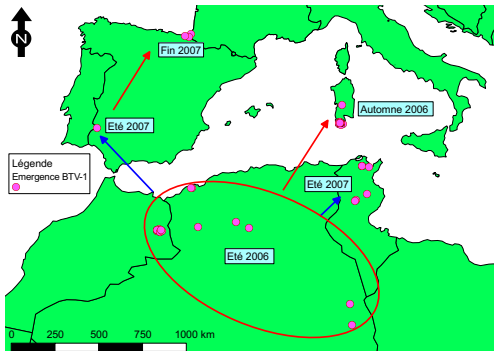 N
Fin 2007
Automne 2006
Eté 2007
Légende
Emergence BTV-1
Eté 2007
Eté 2006
0 250 500 750 1000 km